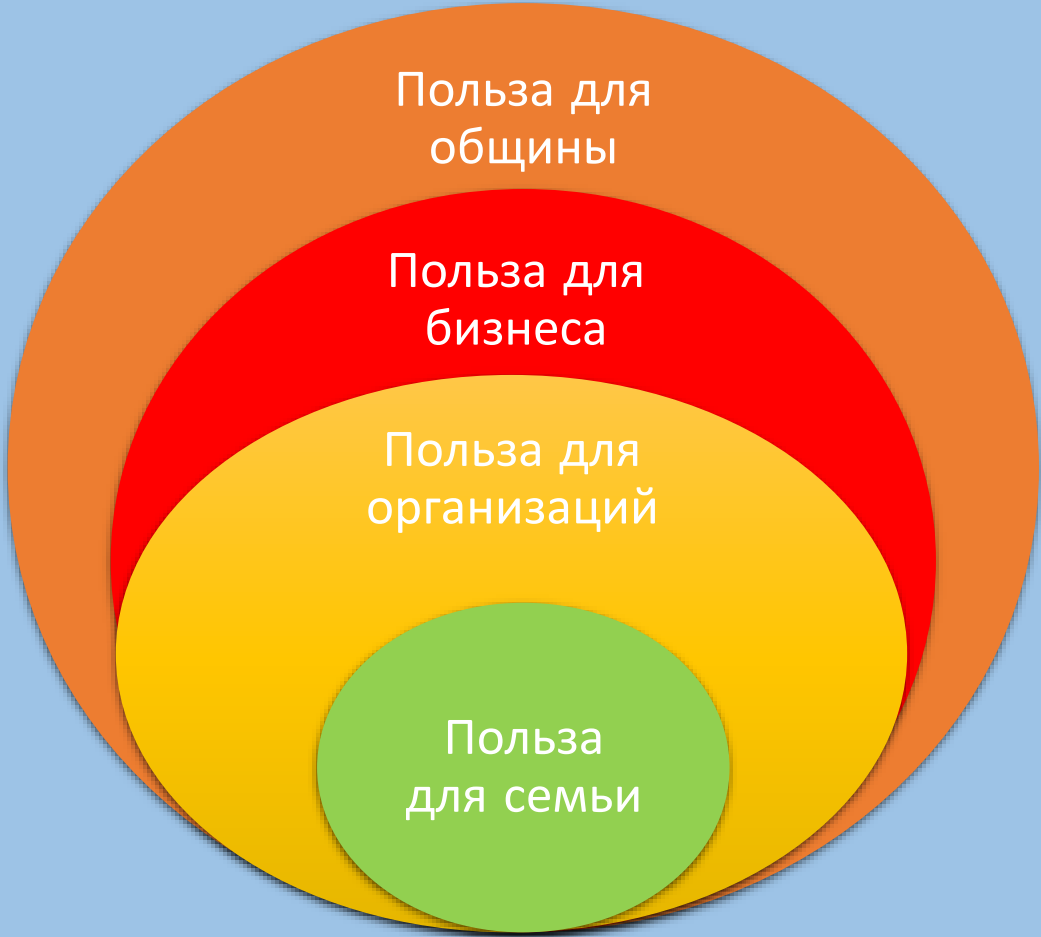 Польза для
общины
Польза для
бизнеса
Польза для
организаций
Польза
для семьи